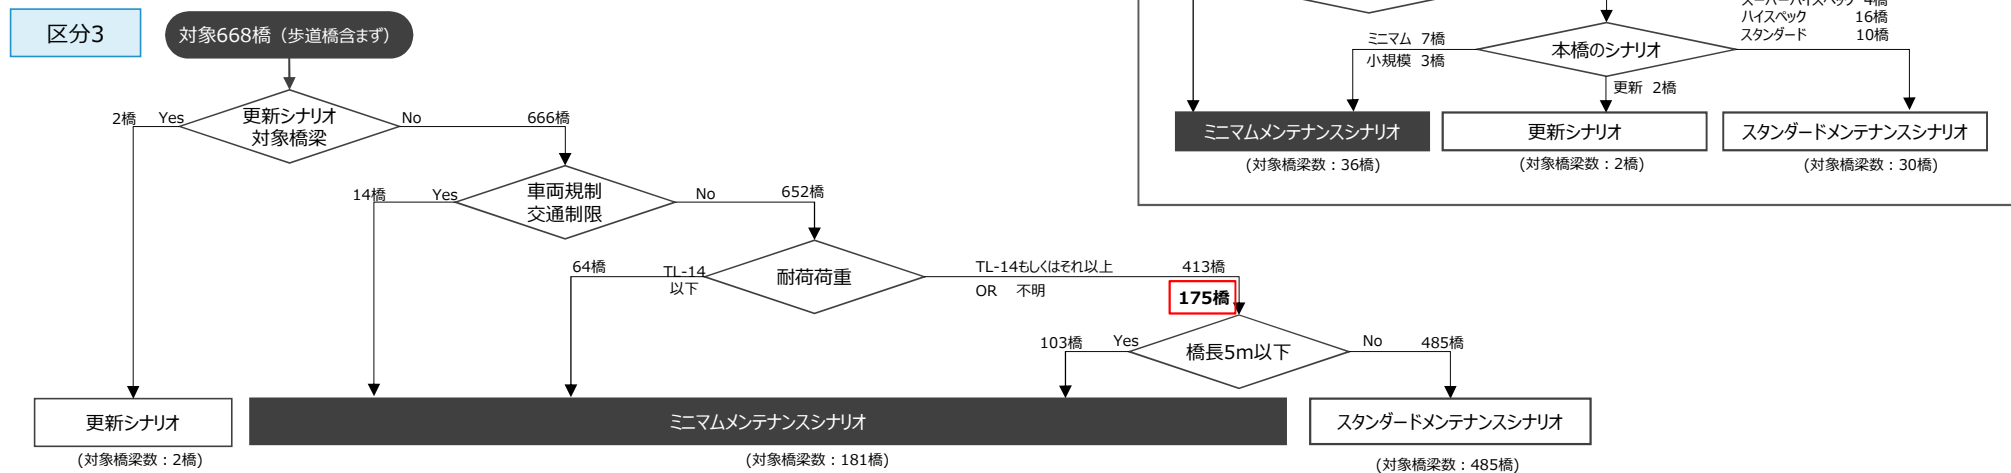 区分3
対象668橋（歩道橋含まず）
2橋 Yes
更新シナリオ
対象橋梁
No 666橋
14橋 Yes
車両規制
交通制限
No 652橋
64橋 TL-14
以下
耐荷荷重
TL-14もしくはそれ以上 413橋
OR 不明
175橋
103橋 Yes
橋長5m以下
No 485橋
更新シナリオ
(対象橋梁数：2橋)
ミニマムメンテナンスシナリオ
(対象橋梁数：181橋)
スタンダードメンテナンスシナリオ
(対象橋梁数：485橋)
スーパーハイスペック 4橋
ハイスペック 16橋
スタンダード 10橋
ミニマム 7橋
小規模 3橋
本橋のシナリオ
更新 2橋
ミニマムメンテナンスシナリオ
(対象橋梁数：36橋)
更新シナリオ
(対象橋梁数：2橋)
スタンダードメンテナンスシナリオ
(対象橋梁数：30橋)